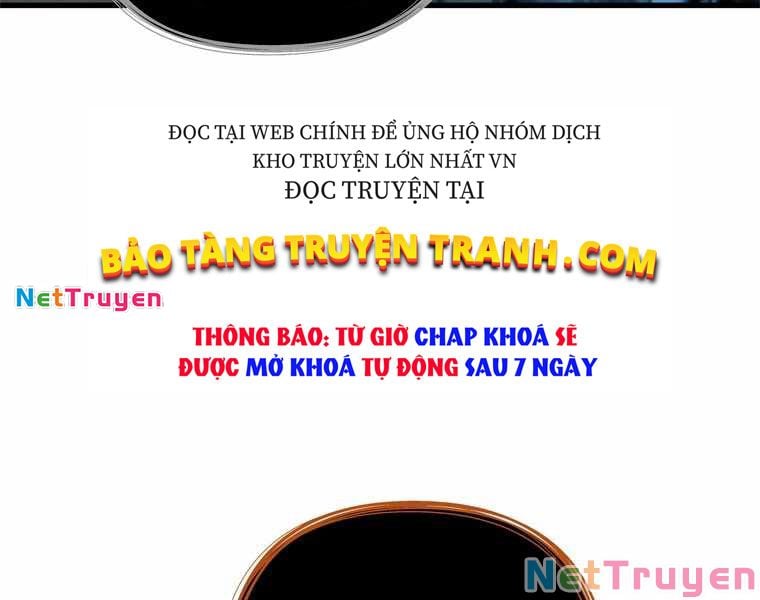 ĐỌC TẠI WEB CHÍNH ĐỂ ỦNG HỘ NHÓM DỊCH
KHO TRUYỆN LỚN NHẤT VN
ĐỌC TRUYỆN TẠI
BẢO TÀNG TRUYỆN TRANH.COM
NetTruyen
THÔNG BÁO: TỪ GIỜ CHAP KHOÁ SẼ
ĐƯỢC MỞ KHOÁ TỰ ĐỘNG SAU 7 NGÀY
NetTruyen